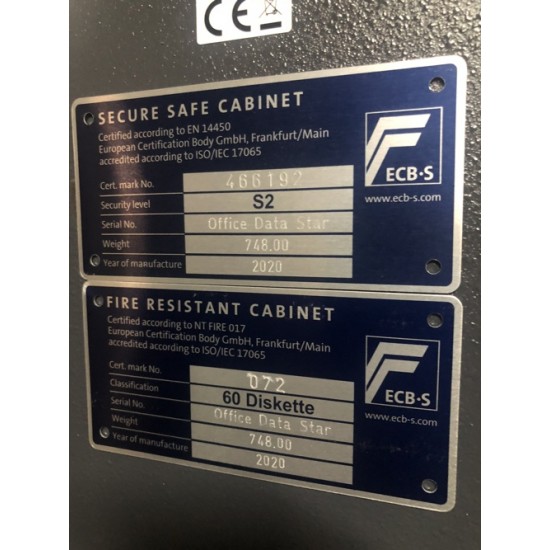 CE
SECURE SAFE CABINET
Certified according to EN 14450
European Certification Body GmbH, Frankfurt/Main
accredited according to ISO/IEC 17065
Cert. mark No. 466192
Security level S2
Serial No. Office Data Star
Weight 748.00
Year of manufacture 2020
ECB·S
www.ecb-s.com
FIRE RESISTANT CABINET
Certified according to NT FIRE 017
European Certification Body GmbH, Frankfurt/Main
accredited according to ISO/IEC 17065
Cert. mark No. 072
Classification 60 Diskette
Serial No. Office Data Star
Weight 748.00
Year of manufacture 2020
ECB·S
www.ecb-s.com